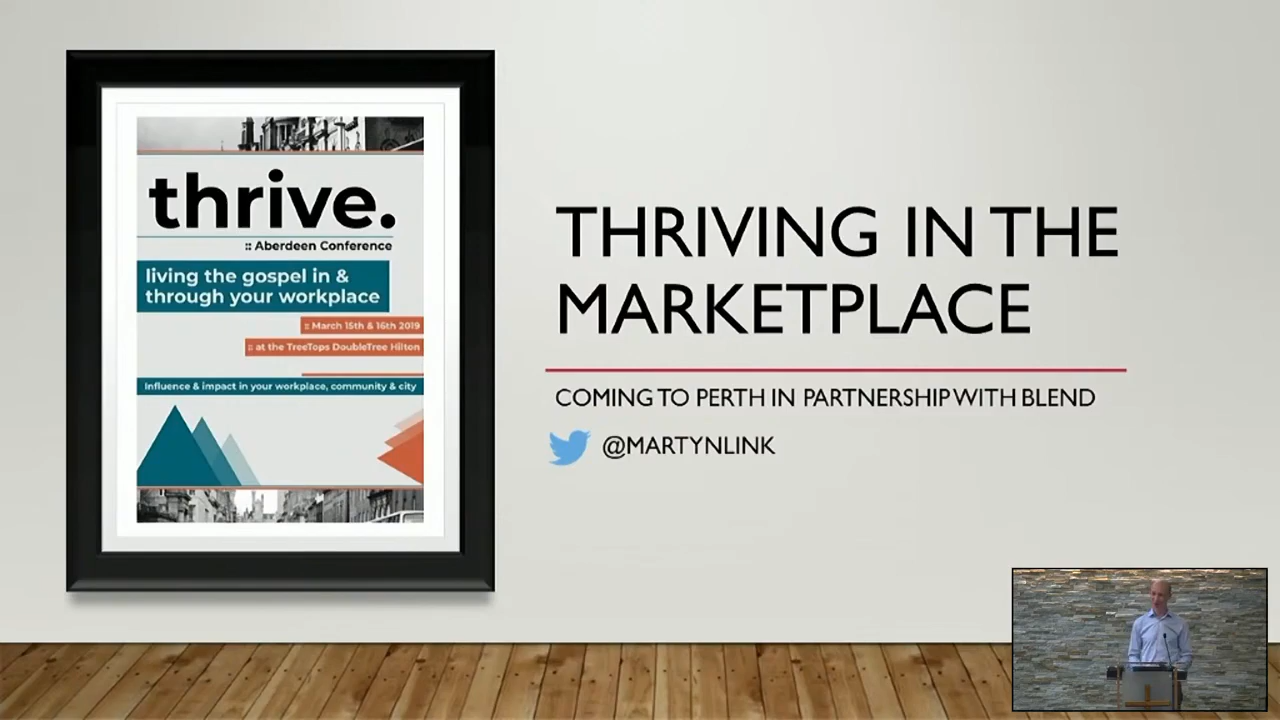 thrive.
:: Aberdeen Conference
living the gospel in &
through your workplace
:: March 15th & 16th 2019
:: at the TreeTops DoubleTree Hilton
Influence & impact in your workplace, community & city
THRIVING IN THE
MARKETPLACE
COMING TO PERTH IN PARTNERSHIP WITH BLEND
@MARTYNLINK